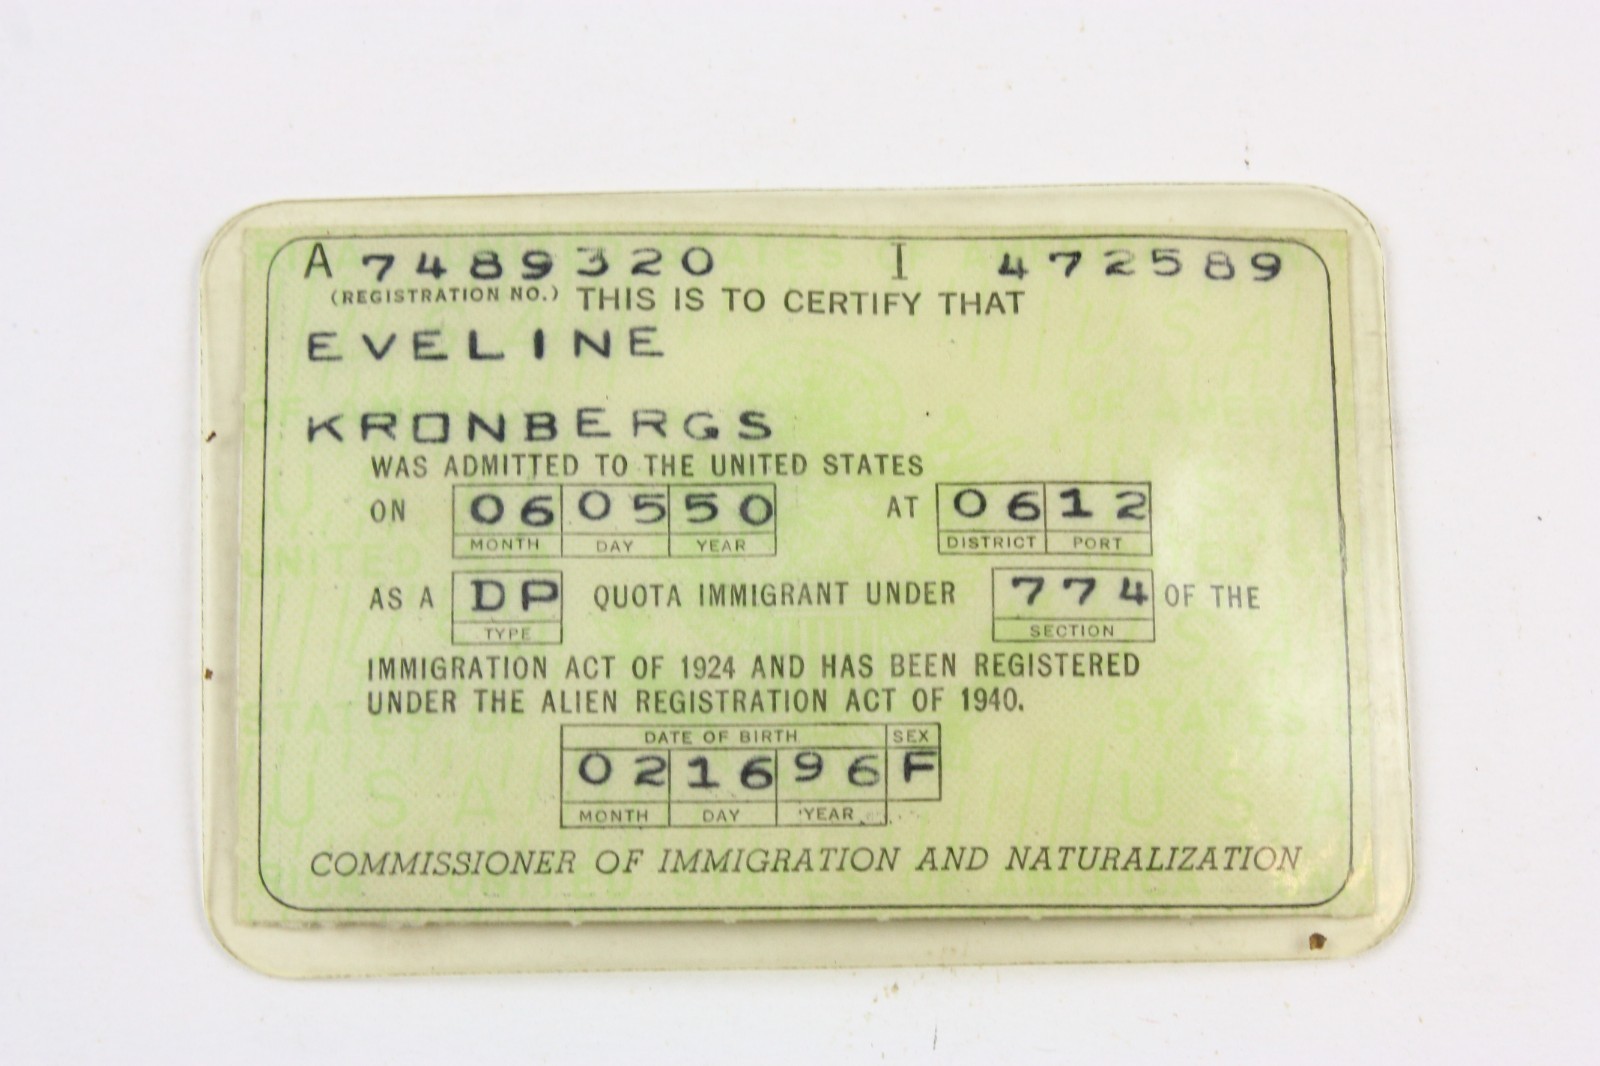 A 7489320 I 472589
(REGISTRATION NO.) THIS IS TO CERTIFY THAT
EVELINE
KRONBERGS
WAS ADMITTED TO THE UNITED STATES
ON 06 05 50 AT 06 12
MONTH DAY YEAR DISTRICT PORT
AS A DP QUOTA IMMIGRANT UNDER 774 OF THE
TYPE SECTION
IMMIGRATION ACT OF 1924 AND HAS BEEN REGISTERED
UNDER THE ALIEN REGISTRATION ACT OF 1940.
DATE OF BIRTH SEX
02 16 96 F
MONTH DAY YEAR
COMMISSIONER OF IMMIGRATION AND NATURALIZATION